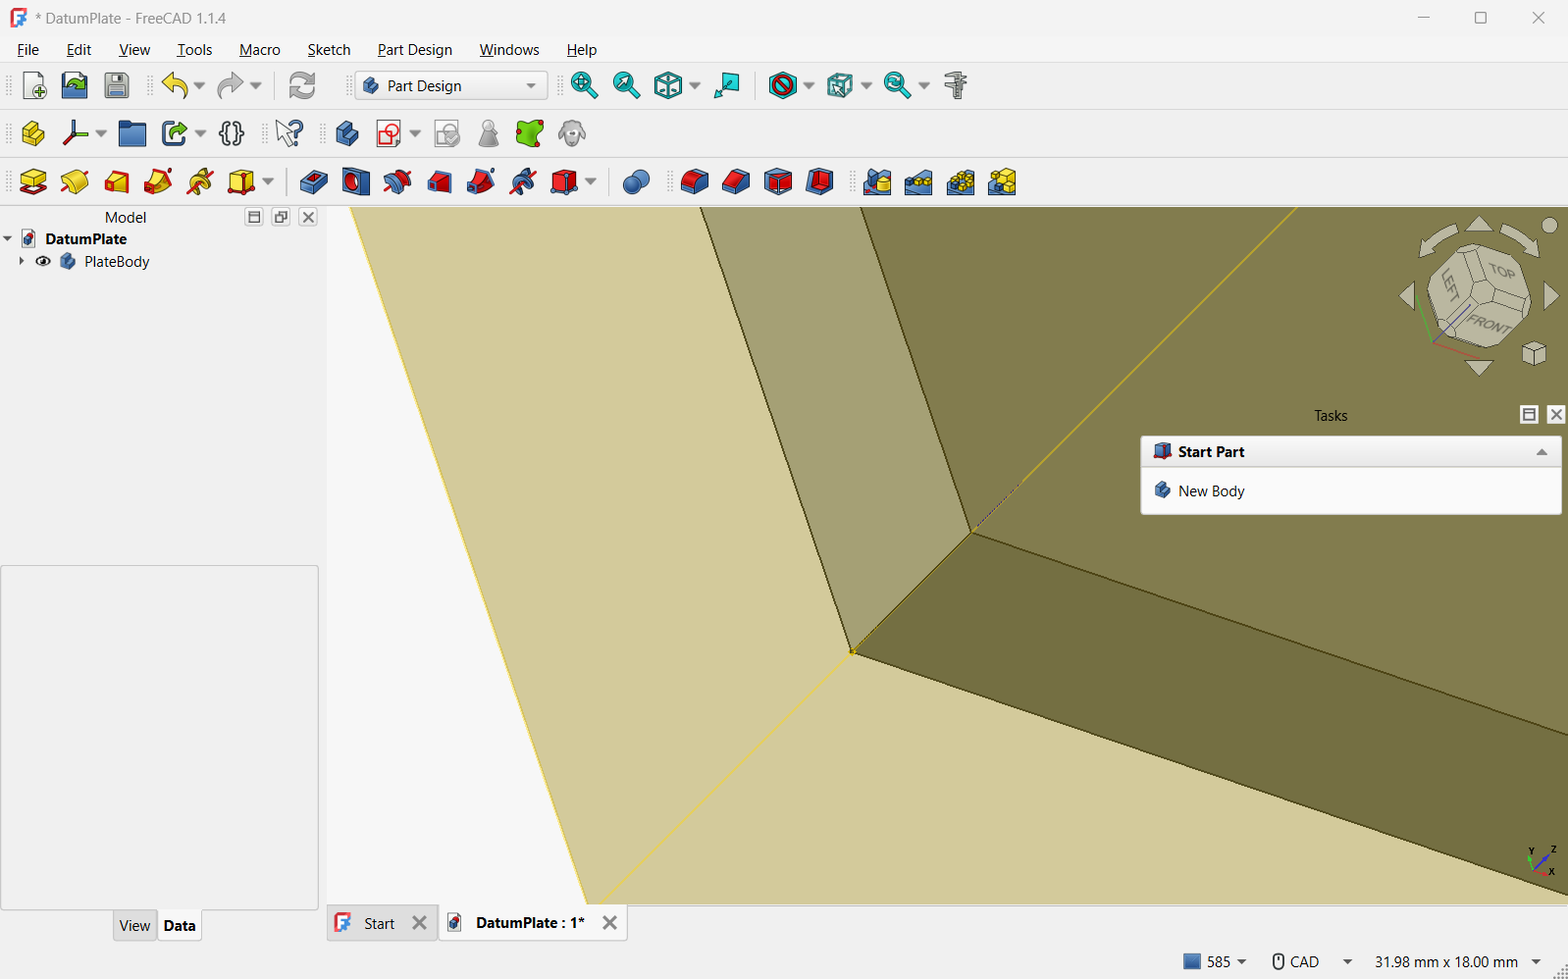 * DatumPlate - FreeCAD 1.1.4
File Edit View Tools Macro Sketch Part Design Windows Help
Part Design
Model
DatumPlate
PlateBody
LEFT
TOP
FRONT
Tasks
Start Part
New Body
Y
Z
X
View Data
Start
DatumPlate : 1*
585
CAD
31.98 mm x 18.00 mm